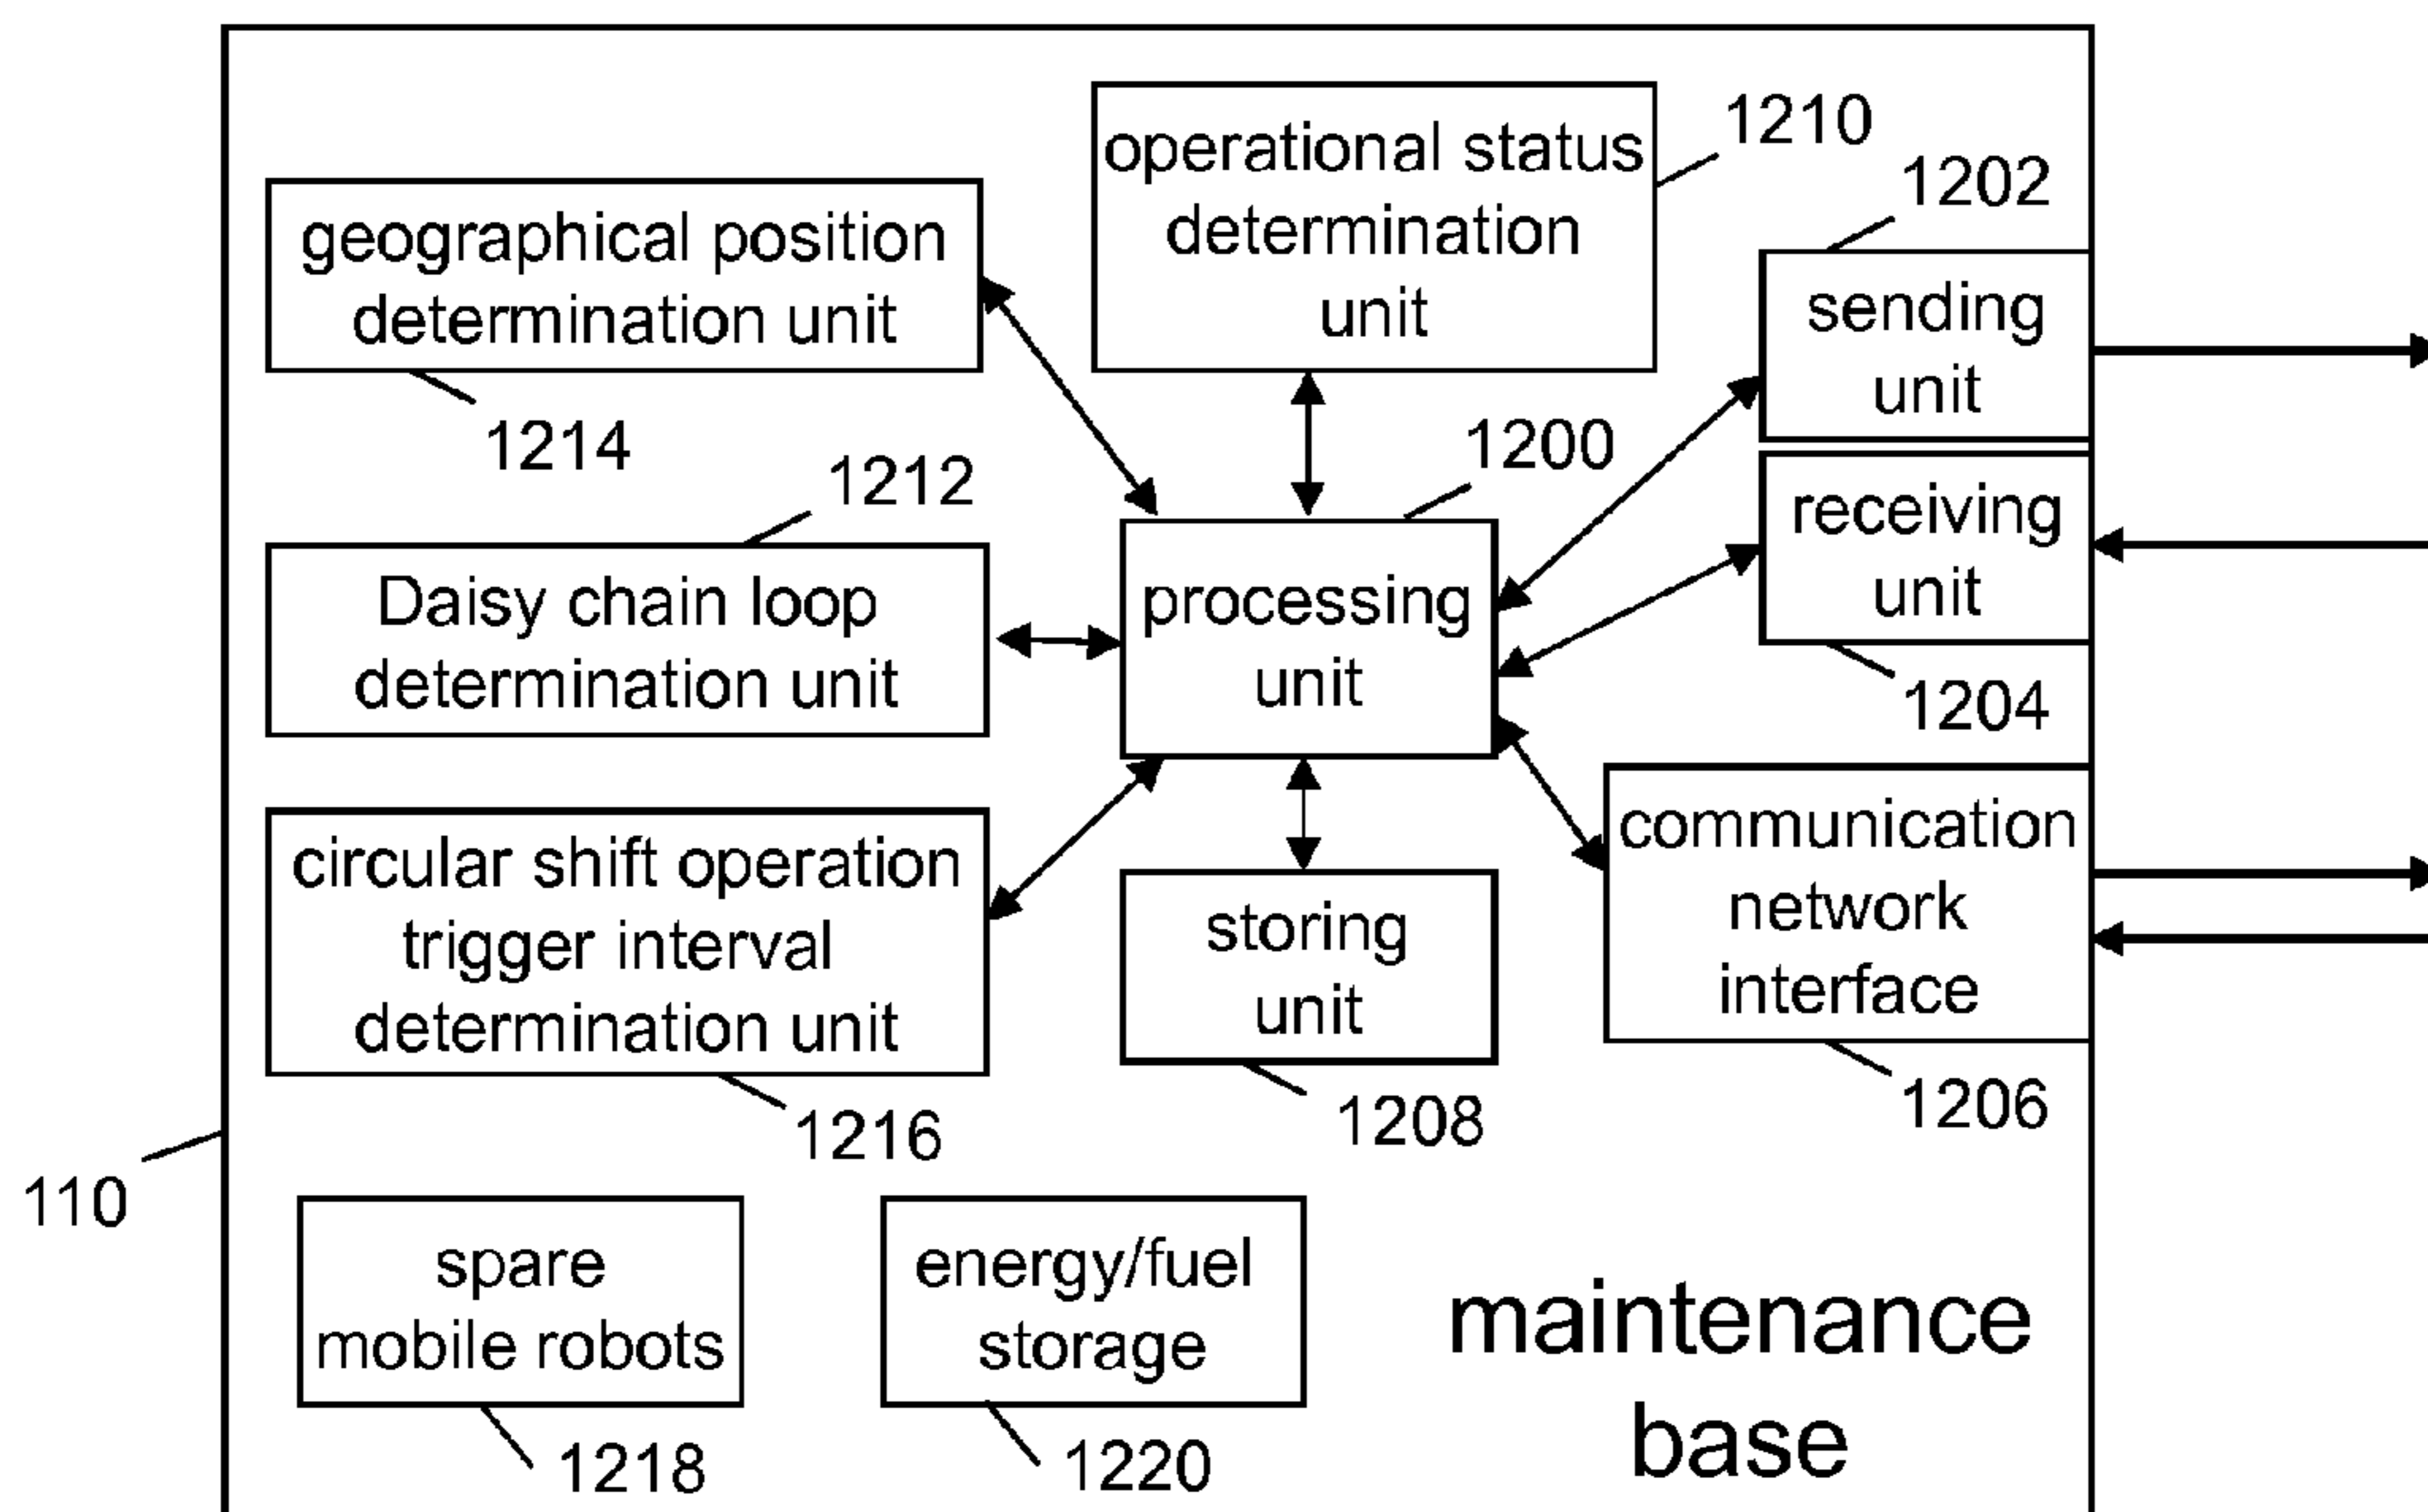 operational status
determination
unit
1210
1202
geographical position
determination unit
1214
sending
unit
1200
1212
receiving
unit
1204
Daisy chain loop
determination unit
processing
unit
communication
network
interface
1206
circular shift operation
trigger interval
determination unit
1216
storing
unit
1208
110
spare
mobile robots
1218
energy/fuel
storage
1220
maintenance
base